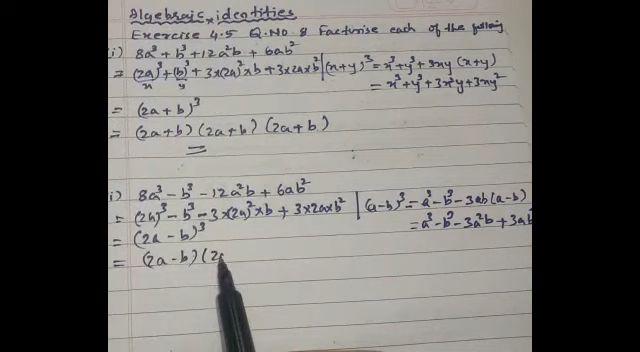 Algebraic identities
Exercise 4.5 Q.NO 8 Factorise each of the following
i) 8a³ + b³ + 12a²b + 6ab²
= (2a)³ + (b)³ + 3×(2a)²×b + 3×2a×b² | (x+y)³ = x³+y³+3xy(x+y)
x y = x³+y³+3x²y+3xy²
= (2a+b)³
= (2a+b) (2a+b) (2a+b)
i) 8a³ - b³ - 12a²b + 6ab²
= (2a)³ - b³ - 3×(2a)²×b + 3×2a×b² | (a-b)³ = a³-b³-3ab(a-b)
= (2a-b)³ = a³-b³-3a²b+3ab²
= (2a-b) (2